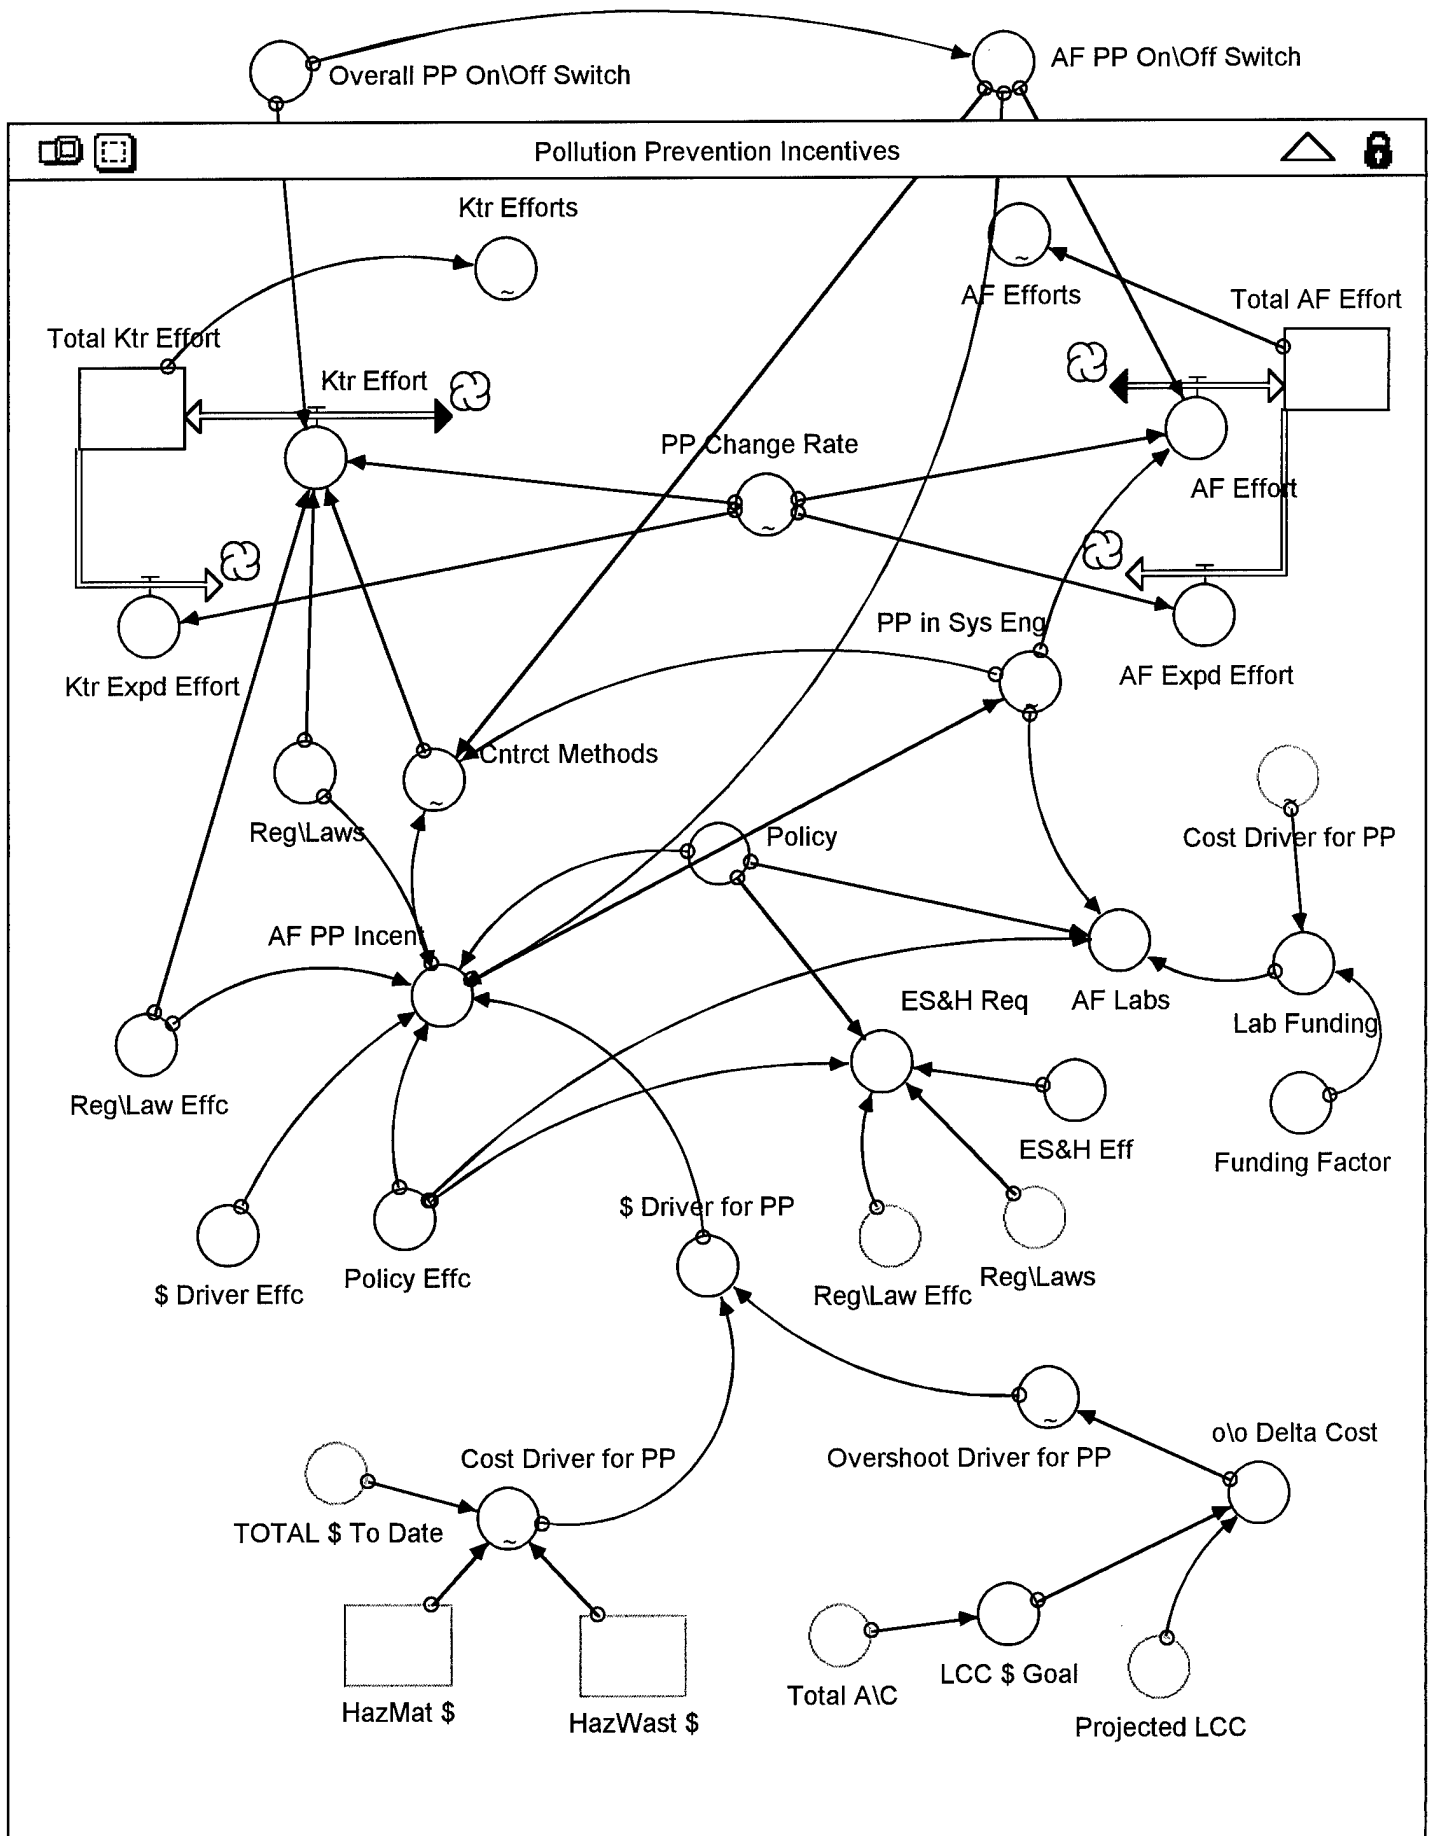 Overall PP On\Off Switch
AF PP On\Off Switch
Pollution Prevention Incentives
Ktr Efforts
AF Efforts
Total AF Effort
Total Ktr Effort
Ktr Effort
PP Change Rate
AF Effort
PP in Sys Eng
Ktr Expd Effort
AF Expd Effort
Cntrct Methods
Reg\Laws
Policy
Cost Driver for PP
AF PP Incent
ES&H Req
AF Labs
Lab Funding
Reg\Law Effc
ES&H Eff
Funding Factor
$ Driver for PP
$ Driver Effc
Policy Effc
Reg\Law Effc
Reg\Laws
o\o Delta Cost
Cost Driver for PP
Overshoot Driver for PP
TOTAL $ To Date
HazMat $
HazWast $
Total A\C
LCC $ Goal
Projected LCC